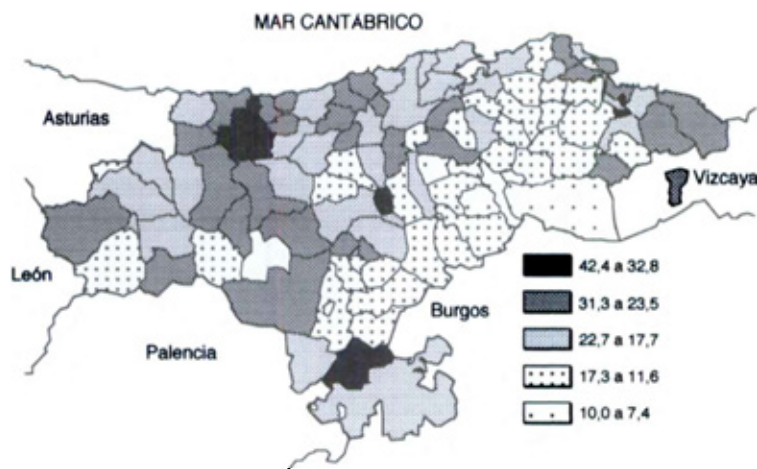 MAR CANTÁBRICO
Asturias
Vizcaya
León
Burgos
Palencia
42,4 a 32,8
31,3 a 23,5
22,7 a 17,7
17,3 a 11,6
10,0 a 7,4